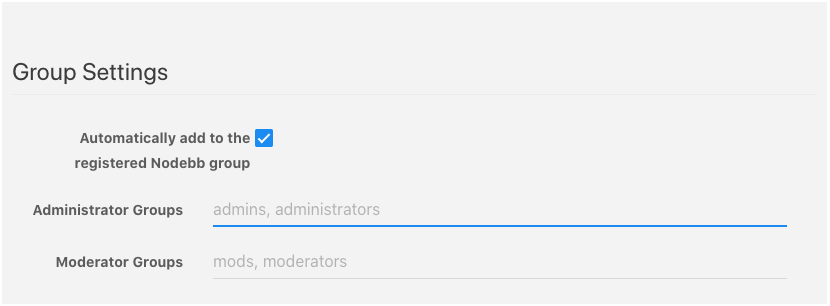 Group Settings
Automatically add to the
registered Nodebb group
Administrator Groups admins, administrators
Moderator Groups mods, moderators